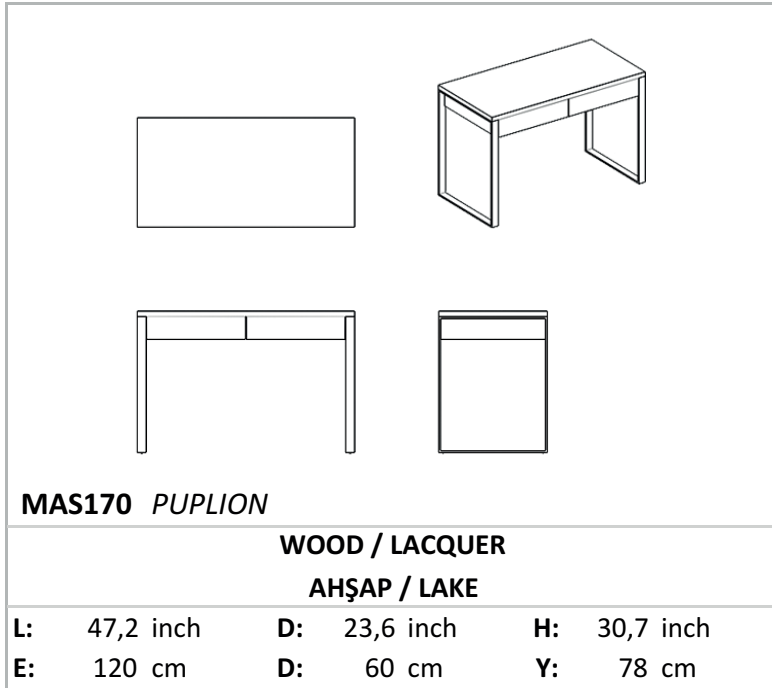 MAS170 PUPLION
WOOD / LACQUER
AHŞAP / LAKE
L: 47,2 inch D: 23,6 inch H: 30,7 inch
E: 120 cm D: 60 cm Y: 78 cm